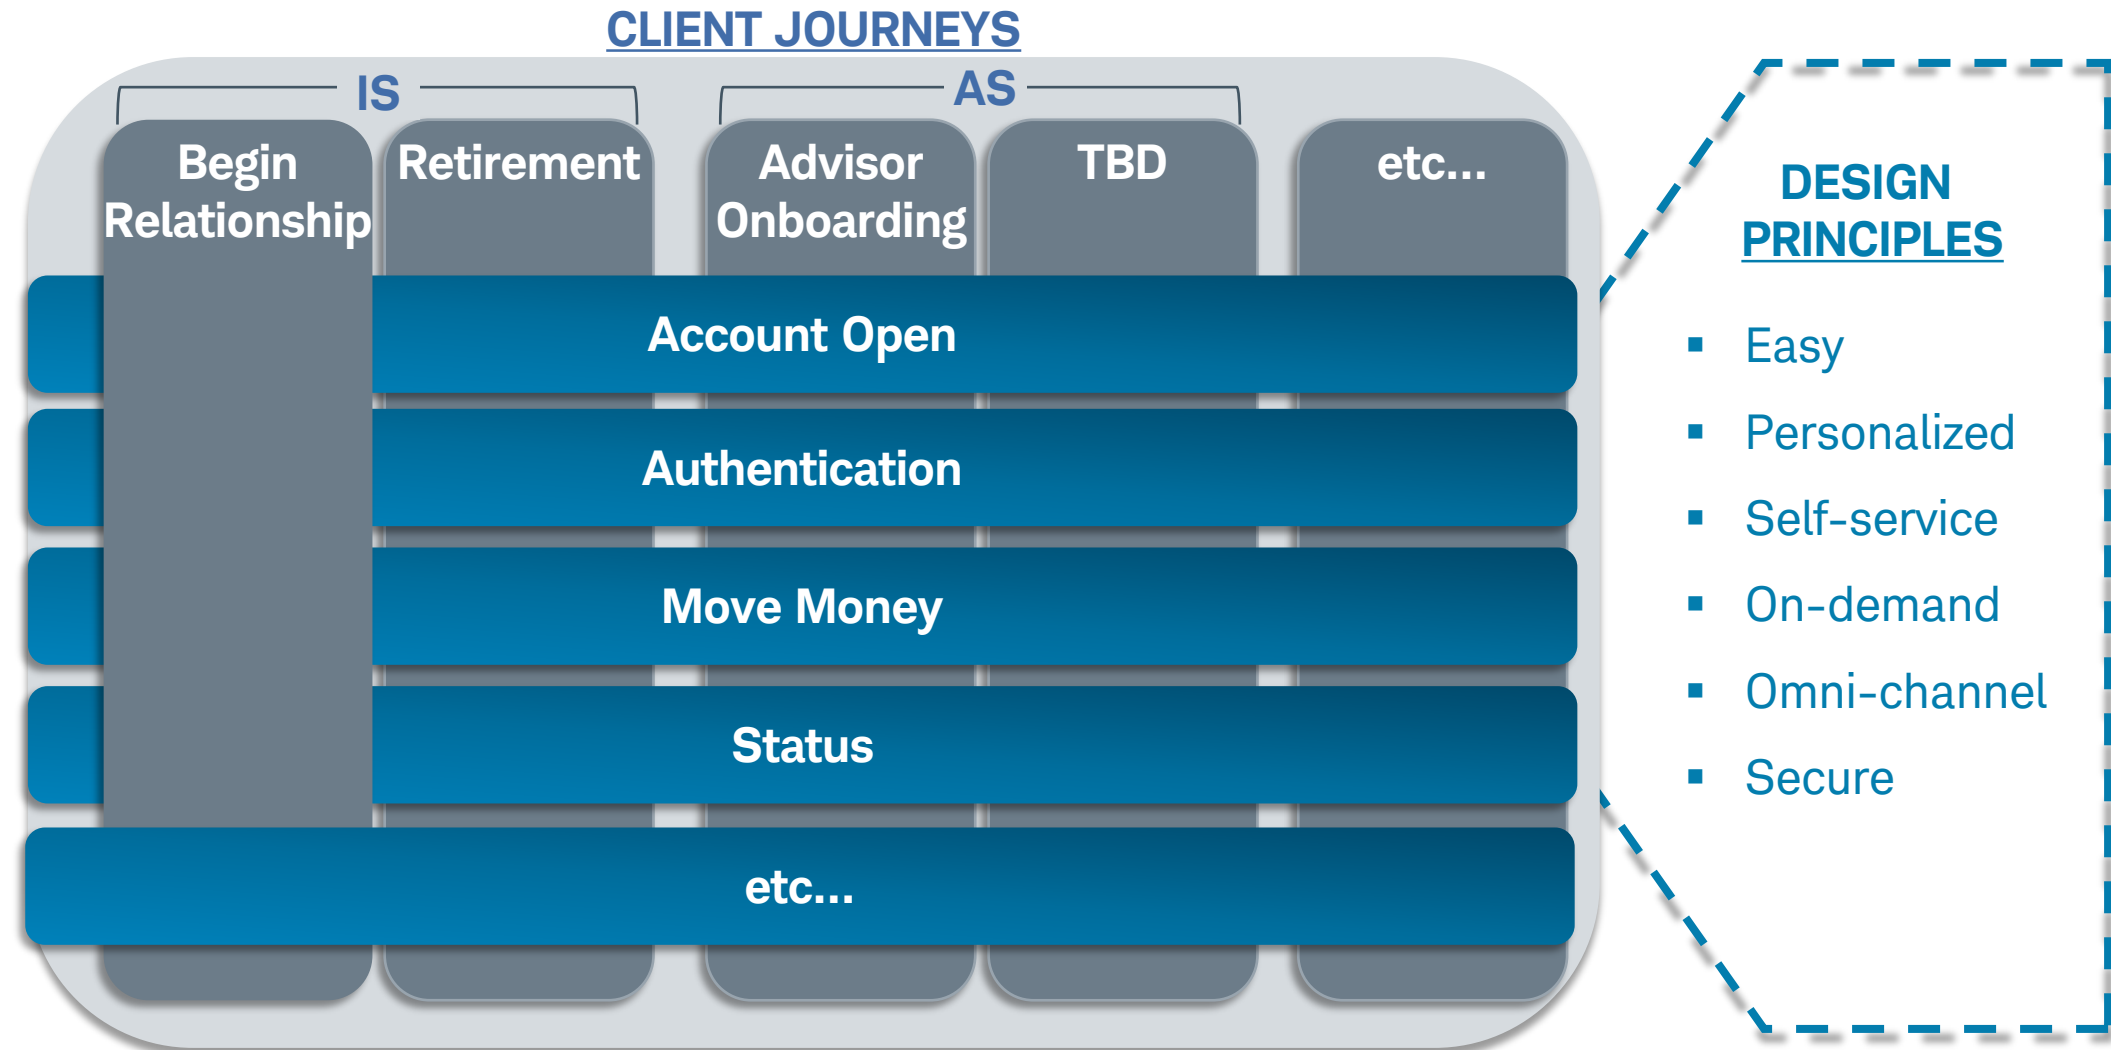 CLIENT JOURNEYS
IS
AS
Begin
Relationship
Retirement
Advisor
Onboarding
TBD
etc...
Account Open
Authentication
Move Money
Status
etc...
DESIGN
PRINCIPLES
▪ Easy
▪ Personalized
▪ Self-service
▪ On-demand
▪ Omni-channel
▪ Secure